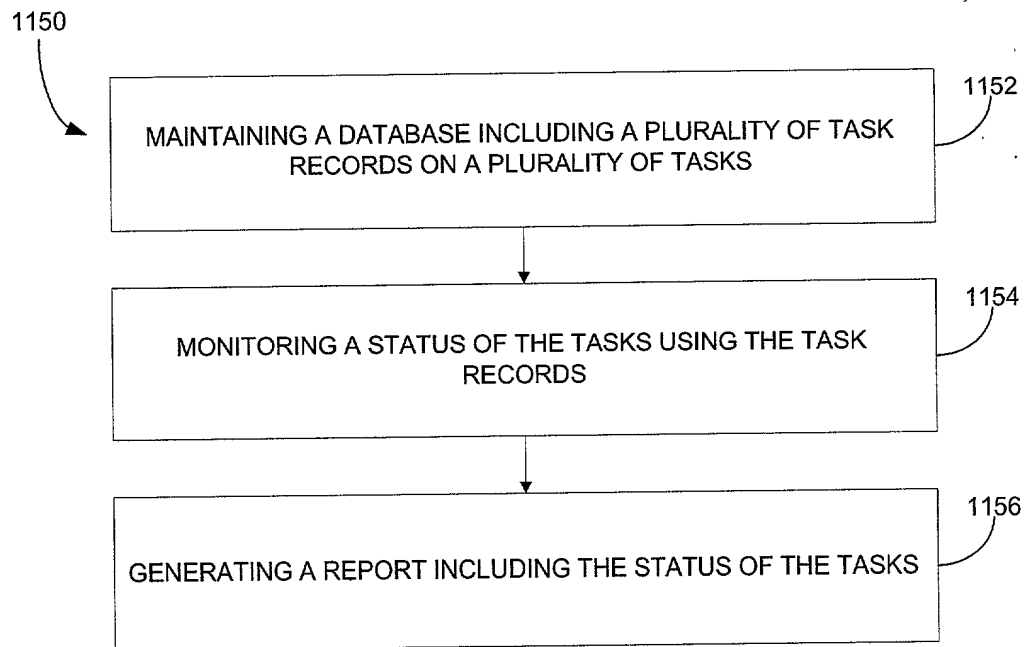 1150
1152
MAINTAINING A DATABASE INCLUDING A PLURALITY OF TASK
RECORDS ON A PLURALITY OF TASKS
1154
MONITORING A STATUS OF THE TASKS USING THE TASK
RECORDS
1156
GENERATING A REPORT INCLUDING THE STATUS OF THE TASKS